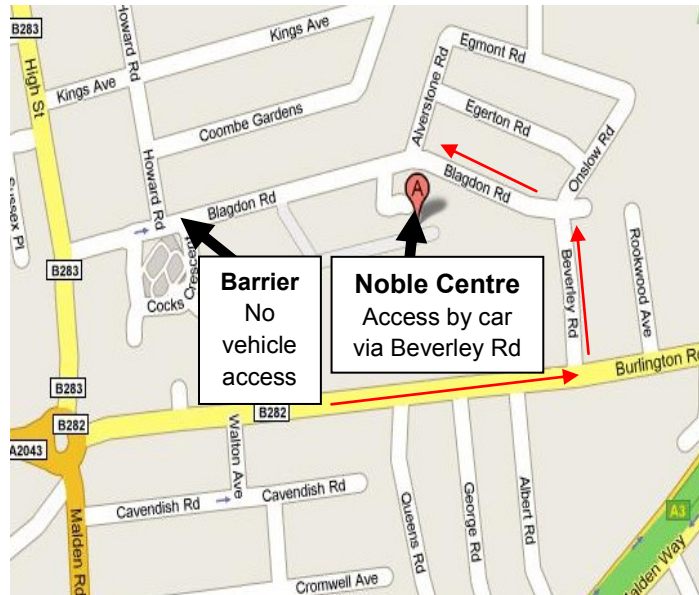 B283
High St
Howard Rd
Kings Ave
Kings Ave
Coombe Gardens
Howard Rd
Alverstone Rd
Egmont Rd
Egerton Rd
Onslow Rd
Blagdon Rd
A
Blagdon Rd
Sussex Pl
B283
Crescent
Cocks
Barrier
No
vehicle
access
Noble Centre
Access by car
via Beverley Rd
Beverley Rd
Rookwood Ave
Burlington Rd
B283
B282
B282
A2043
Malden Rd
Walton Ave
Cavendish Rd
Cavendish Rd
Cromwell Ave
Queens Rd
George Rd
Albert Rd
A3
Malden Way